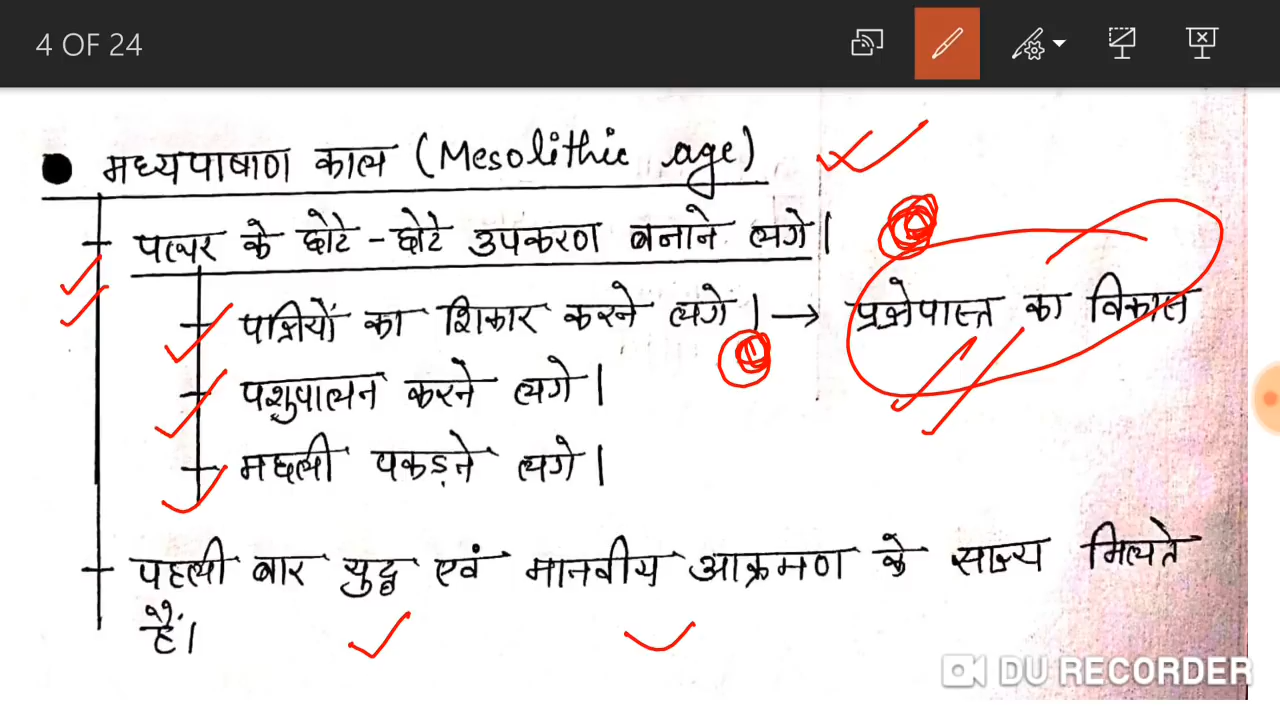 4 OF 24
मध्यपाषाण काल (Mesolithic age)
पत्थर के छोटे-छोटे उपकरण बनाने लगे।
पक्षियों का शिकार करने लगे। → प्रक्षेपास्त्र का विकास
पशुपालन करने लगे।
मछली पकड़ने लगे।
पहली बार युद्ध एवं मानवीय आक्रमण के साक्ष्य मिलते
हैं।
DU RECORDER